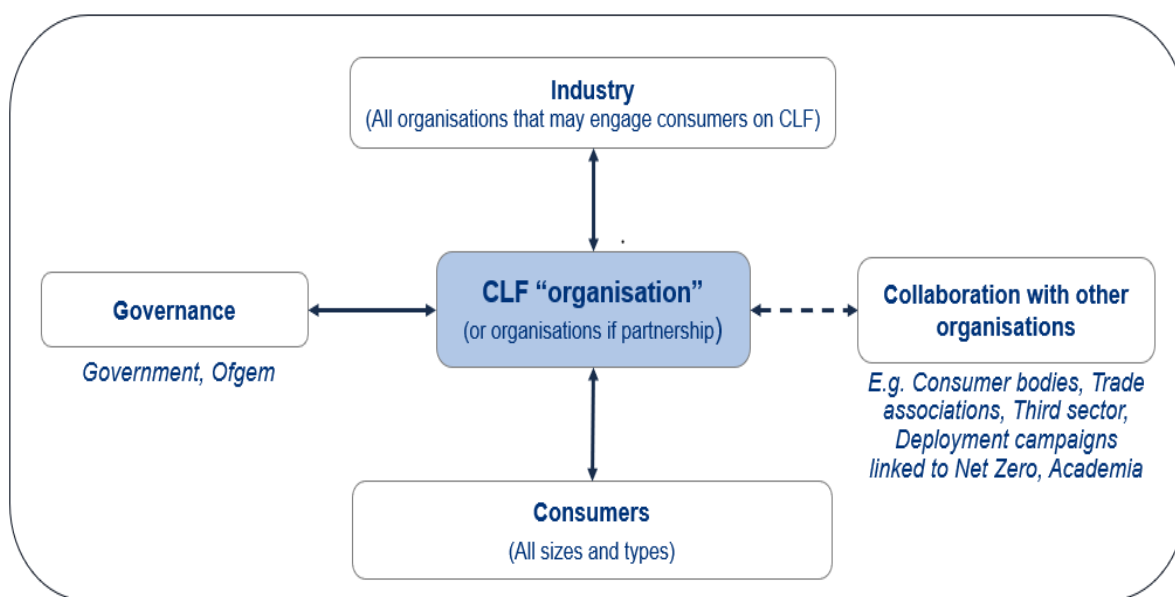 Industry
(All organisations that may engage consumers on CLF)
CLF “organisation”
(or organisations if partnership)
Governance
Government, Ofgem
Collaboration with other
organisations
E.g. Consumer bodies, Trade
associations, Third sector,
Deployment campaigns
linked to Net Zero, Academia
Consumers
(All sizes and types)